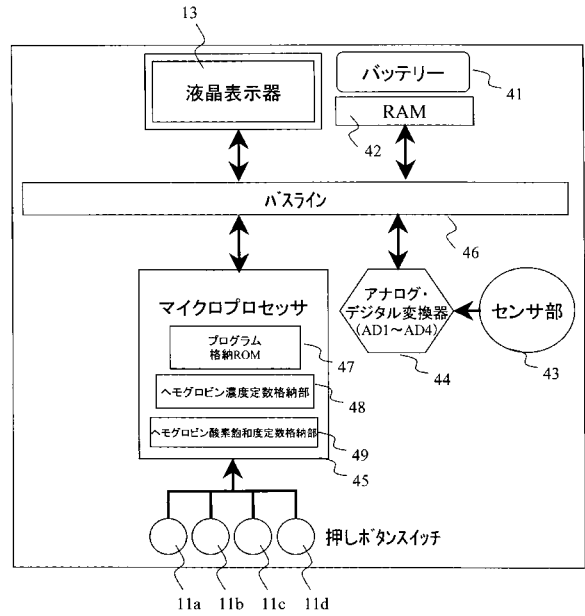 13
液晶表示器
バッテリー
41
RAM
42
バスライン
46
マイクロプロセッサ
プログラム
格納ROM
47
ヘモグロビン濃度定数格納部
48
ヘモグロビン酸素飽和度定数格納部
49
45
アナログ・
デジタル変換器
(AD1～AD4)
44
センサ部
43
押しボタンスイッチ
11a
11b
11c
11d